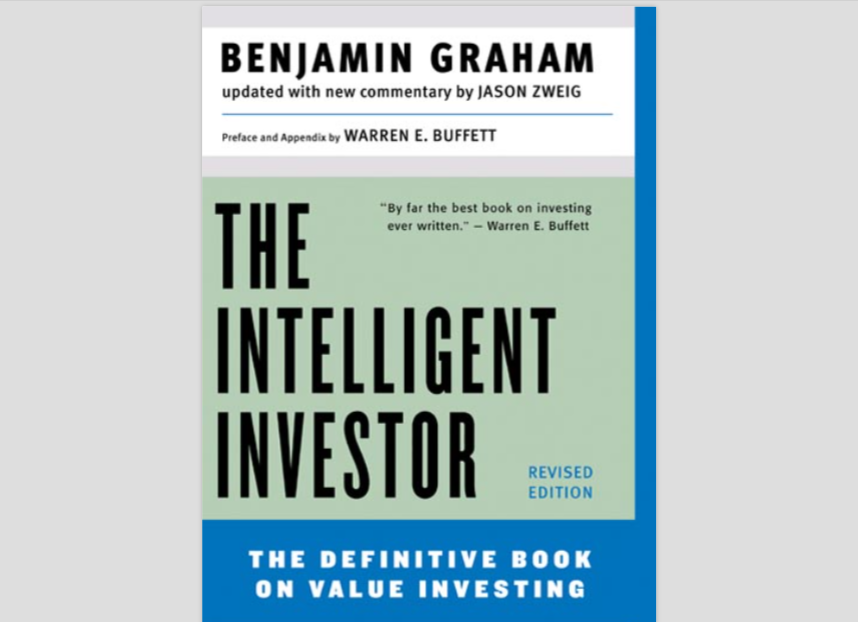 BENJAMIN GRAHAM
updated with new commentary by JASON ZWEIG
Preface and Appendix by WARREN E. BUFFETT
THE
"By far the best book on investing
ever written." – Warren E. Buffett
INTELLIGENT
INVESTOR
REVISED
EDITION
THE DEFINITIVE BOOK
ON VALUE INVESTING